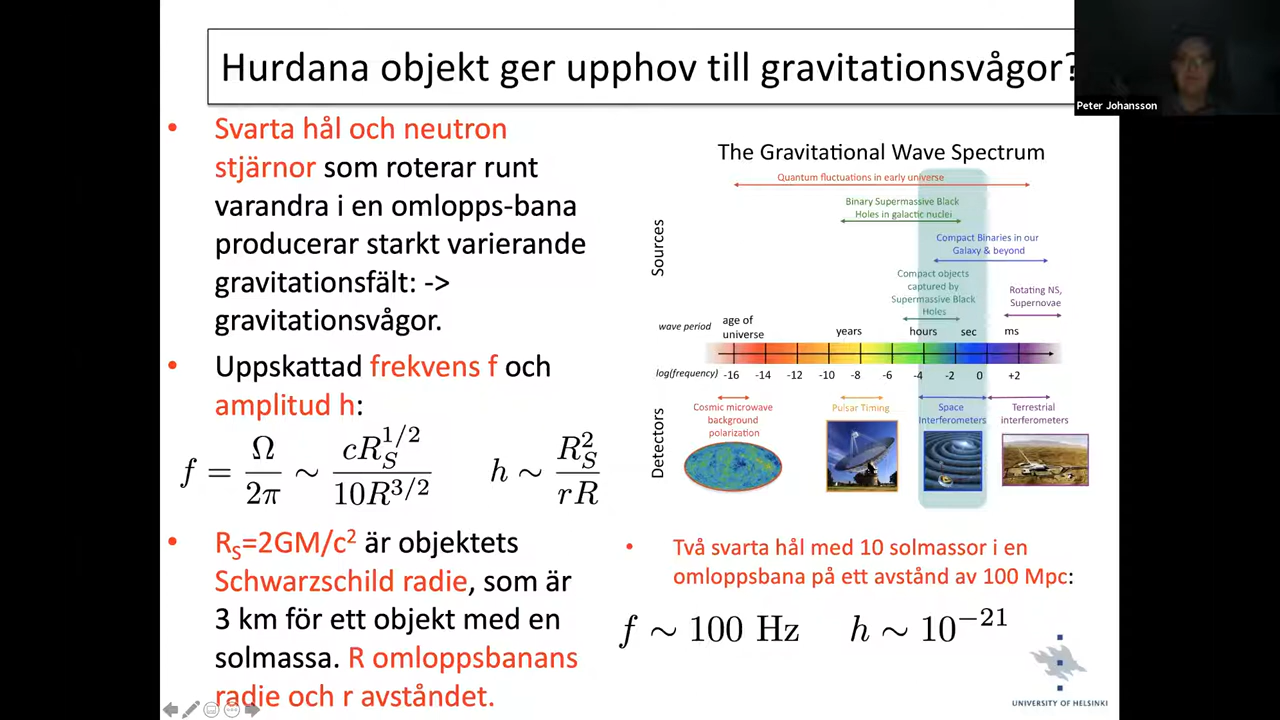 Hurdana objekt ger upphov till gravitationsvågor?
Peter Johansson
• Svarta hål och neutron
stjärnor som roterar runt
varandra i en omlopps-bana
producerar starkt varierande
gravitationsfält: ->
gravitationsvågor.
• Uppskattad frekvens f och
amplitud h:
f = Ω/2π ∼ cR_S^{1/2}/10R^{3/2}   h ∼ R_S^2/rR
• R_S=2GM/c² är objektets
Schwarzschild radie, som är
3 km för ett objekt med en
solmassa. R omloppsbanans
radie och r avståndet.
The Gravitational Wave Spectrum
Sources
Quantum fluctuations in early universe
Binary Supermassive Black
Holes in galactic nuclei
Compact Binaries in our
Galaxy & beyond
Compact objects
captured by
Supermassive Black
Holes
Rotating NS,
Supernovae
wave period
age of
universe
years
hours
sec
ms
log(frequency) -16 -14 -12 -10 -8 -6 -4 -2 0 +2
Detectors
Cosmic microwave
background
polarization
Pulsar Timing
Space
Interferometers
Terrestrial
interferometers
• Två svarta hål med 10 solmassor i en
omloppsbana på ett avstånd av 100 Mpc:
f ∼ 100 Hz   h ∼ 10^{−21}
UNIVERSITY OF HELSINKI